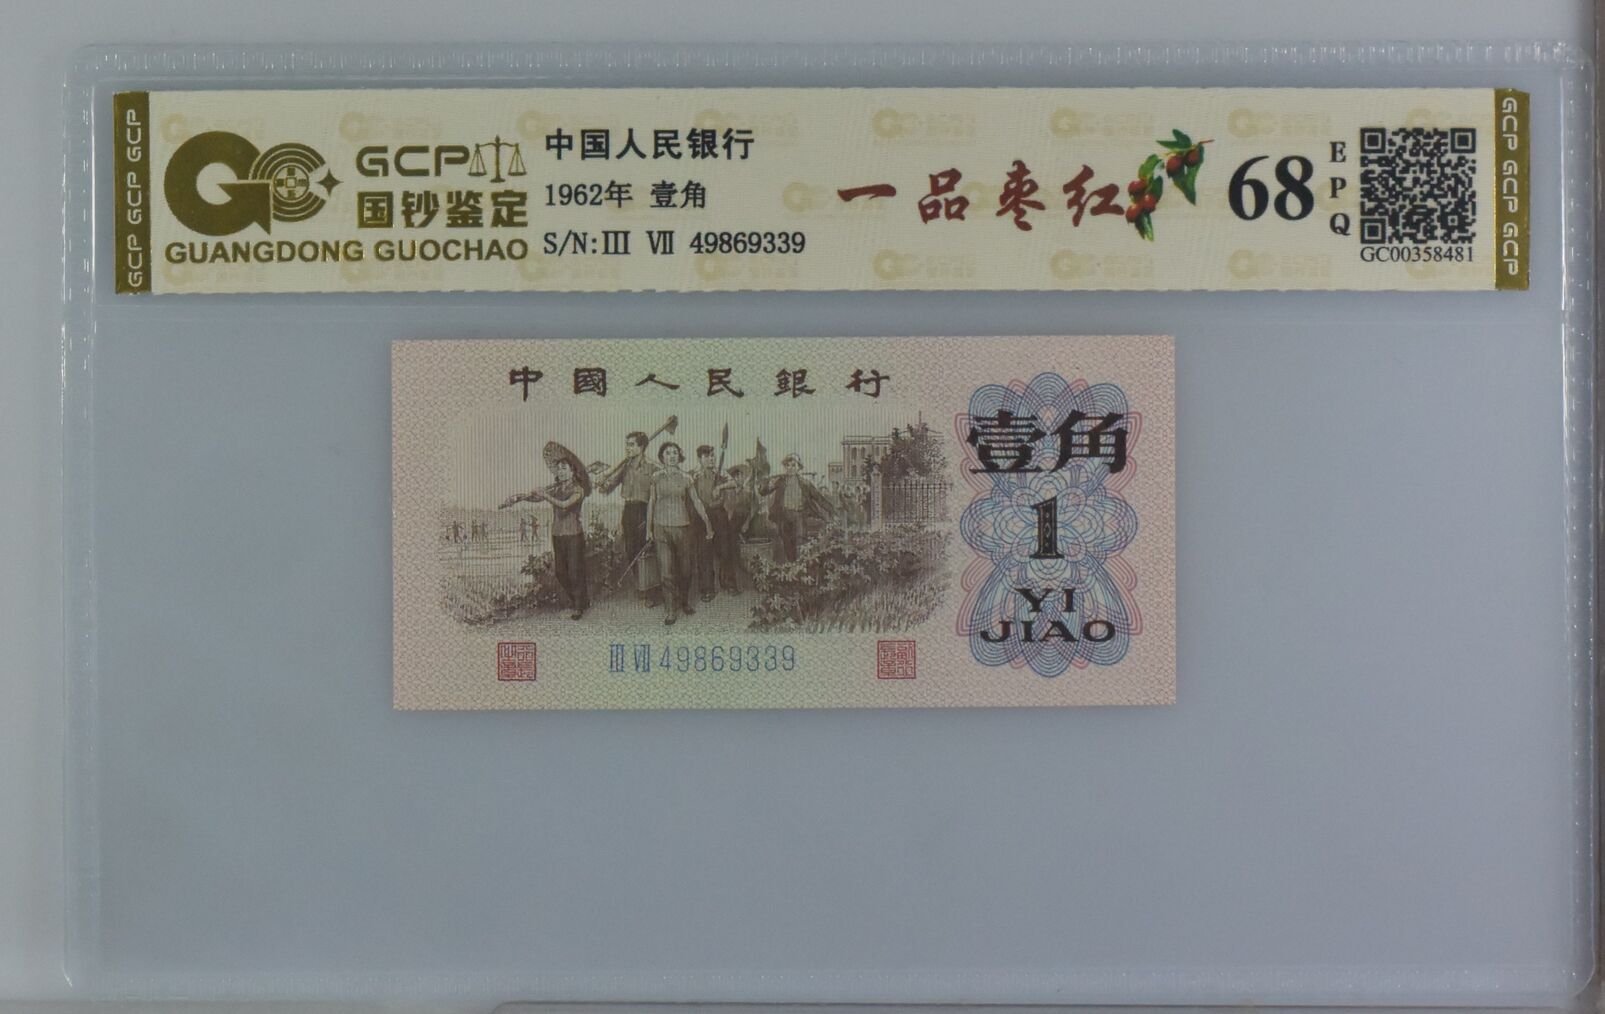 GCP GCP GCP
GCP
国钞鉴定
GUANGDONG GUOCHAO
中国人民银行
1962年 壹角
S/N:III VII 49869339
一品枣红
68
EPQ
GC00358481
GCP GCP GCP
中國人民銀行
壹角
1
YI
JIAO
III VII 49869339